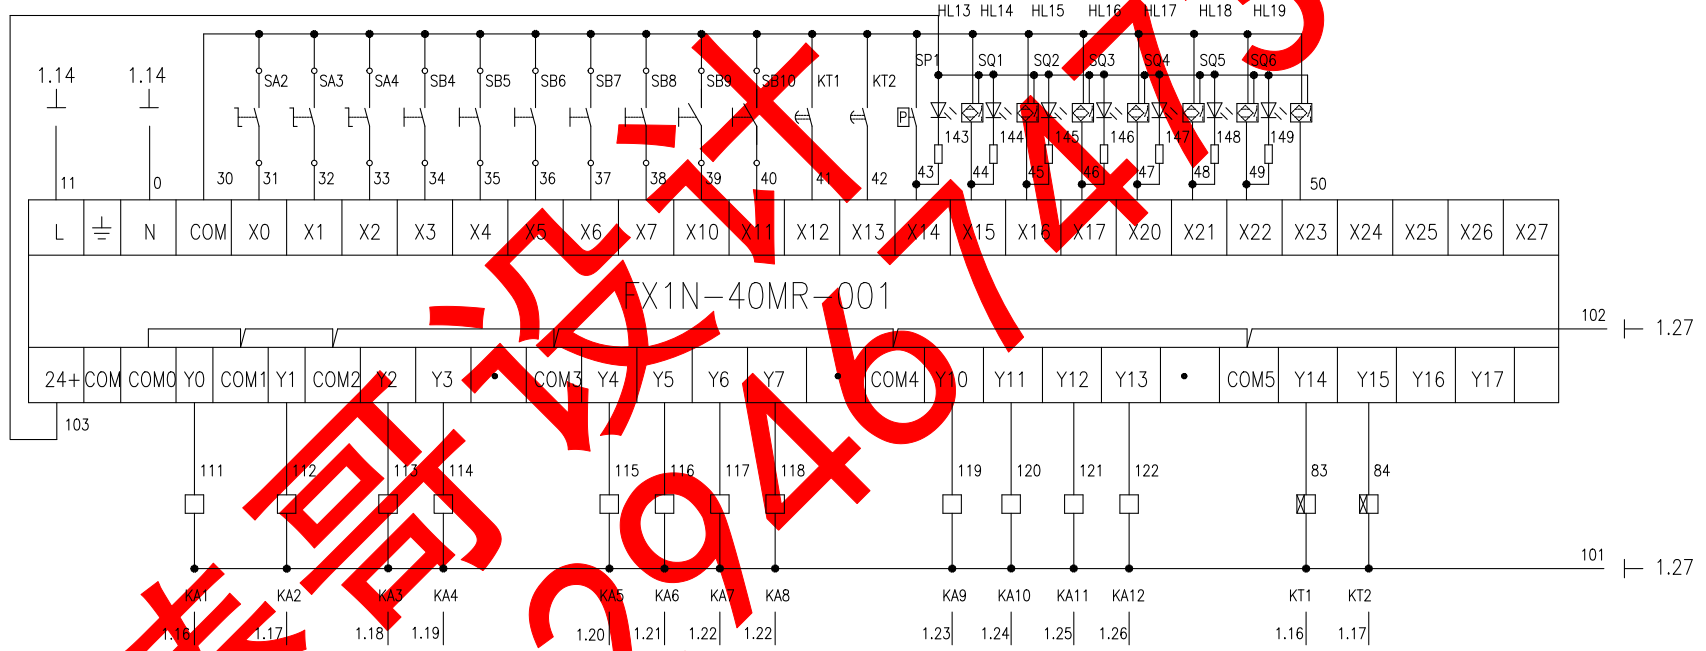 HL13 HL14 HL15 HL16 HL17 HL18 HL19
1.14 1.14 SA2 SA3 SA4 SB4 SB5 SB6 SB7 SB8 SB9 SB10 KT1 KT2 SP1 SQ1 SQ2 SQ3 SQ4 SQ5 SQ6
P
143 144 145 146 147 148 149
11 0 30 31 32 33 34 35 36 37 38 39 40 41 42 43 44 45 46 47 48 49 50
L N COM X0 X1 X2 X3 X4 X5 X6 X7 X10 X11 X12 X13 X14 X15 X16 X17 X20 X21 X22 X23 X24 X25 X26 X27
FX1N-40MR-001
102 1.27
24+ COM COM0 Y0 COM1 Y1 COM2 Y2 Y3 • COM3 Y4 Y5 Y6 Y7 • COM4 Y10 Y11 Y12 Y13 • COM5 Y14 Y15 Y16 Y17
103
111 112 113 114 115 116 117 118 119 120 121 122 83 84
101 1.27
KA1 KA2 KA3 KA4 KA5 KA6 KA7 KA8 KA9 KA10 KA11 KA12 KT1 KT2
1.16 1.17 1.18 1.19 1.20 1.21 1.22 1.22 1.23 1.24 1.25 1.26 1.16 1.17
哥设计
29467473